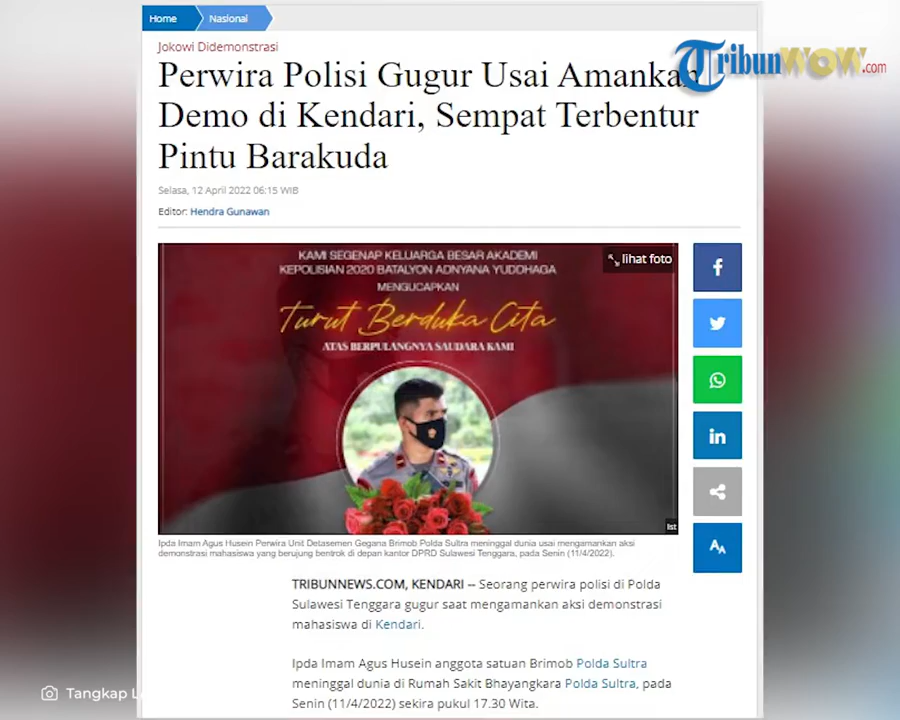 Home
Nasional
TribunWOW.com
Jokowi Didemonstrasi
Perwira Polisi Gugur Usai Amankan
Demo di Kendari, Sempat Terbentur
Pintu Barakuda
Selasa, 12 April 2022 06:15 WIB
Editor: Hendra Gunawan
KAMI SEGENAP KELUARGA BESAR AKADEMI
KEPOLISIAN 2020 BATALYON ADNYANA YUDDHAGA
MENGUCAPKAN
Turut Berduka Cita
ATAS BERPULANGNYA SAUDARA KAMI
lihat foto
Ist
Ipda Imam Agus Husein Perwira Unit Detasemen Gegana Brimob Polda Sultra meninggal dunia usai mengamankan aksi
demonstrasi mahasiswa yang berujung bentrok di depan kantor DPRD Sulawesi Tenggara, pada Senin (11/4/2022).
TRIBUNNEWS.COM, KENDARI -- Seorang perwira polisi di Polda
Sulawesi Tenggara gugur saat mengamankan aksi demonstrasi
mahasiswa di Kendari.
Ipda Imam Agus Husein anggota satuan Brimob Polda Sultra
meninggal dunia di Rumah Sakit Bhayangkara Polda Sultra, pada
Senin (11/4/2022) sekira pukul 17.30 Wita.
Tangkap